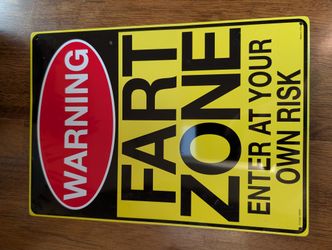 WARNING
FART
ZONE
ENTER AT YOUR
OWN RISK